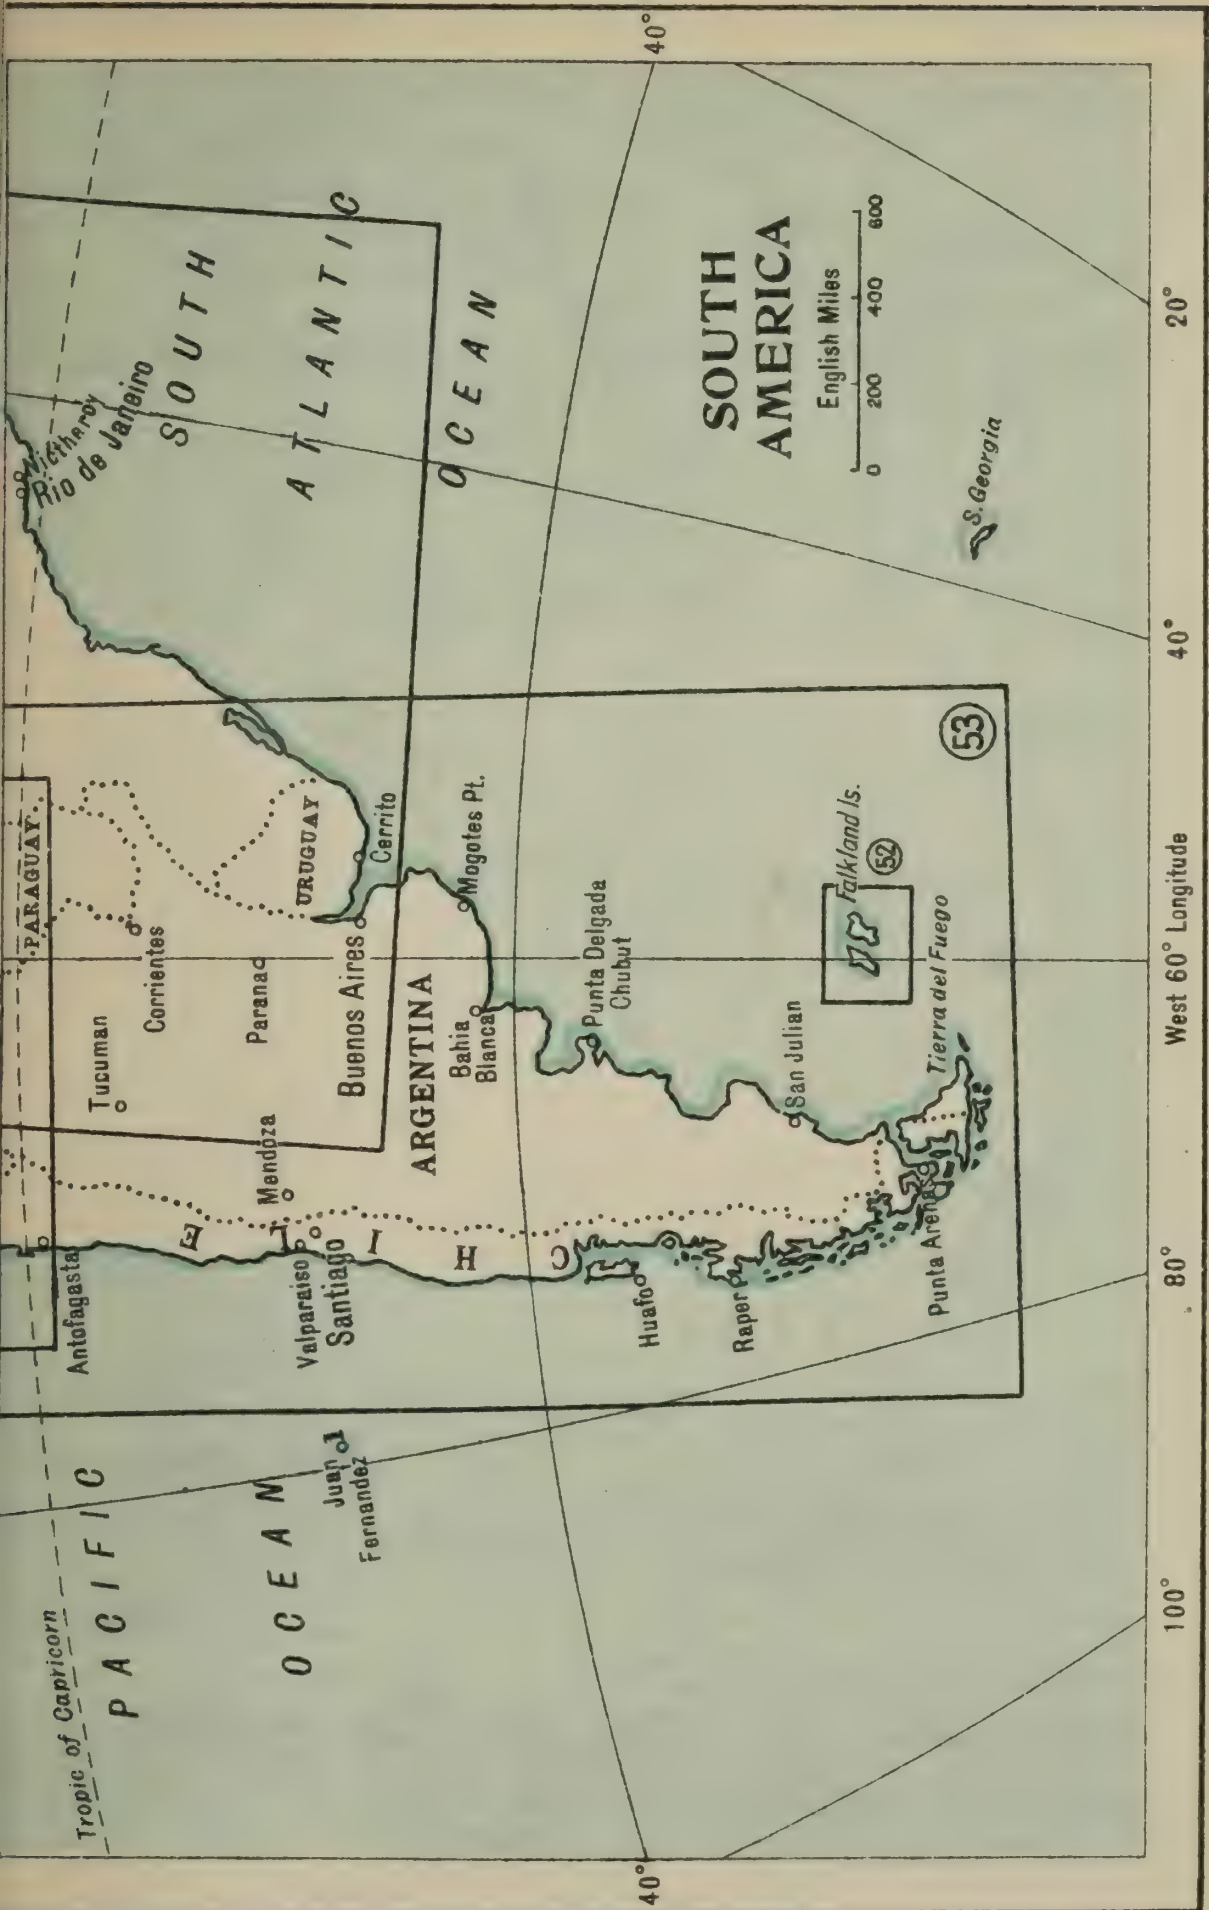 SOUTH
AMERICA
English Miles
0 200 400 600
40°
40°
Tropic of Capricorn
PACIFIC
OCEAN
SOUTH
ATLANTIC
OCEAN
Nictheroy
Rio de Janeiro
PARAGUAY
Antofagasta
Tucuman
Corrientes
Parana
URUGUAY
Cerrito
Mendoza
Buenos Aires
Valparaiso
Santiago
CHILE
Juan
Fernandez
ARGENTINA
Bahia
Blanca
Mogotes Pt.
Punta Delgada
Chubut
Huafo
Raper
San Julian
Falkland Is.
52
Tierra del Fuego
Punta Arenas
S. Georgia
53
100°
80°
West 60° Longitude
40°
20°